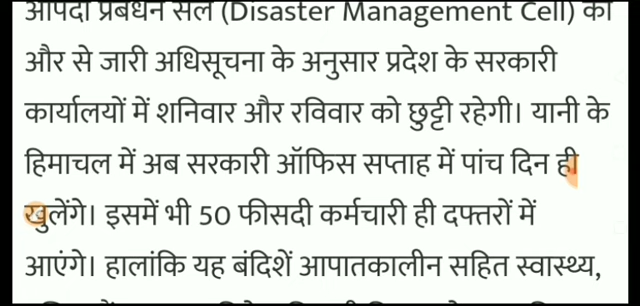 आपदा प्रबंधन सेल (Disaster Management Cell) की
और से जारी अधिसूचना के अनुसार प्रदेश के सरकारी
कार्यालयों में शनिवार और रविवार को छुट्टी रहेगी। यानी के
हिमाचल में अब सरकारी ऑफिस सप्ताह में पांच दिन ही
खुलेंगे। इसमें भी 50 फीसदी कर्मचारी ही दफ्तरों में
आएंगे। हालांकि यह बंदिशें आपातकालीन सहित स्वास्थ्य,